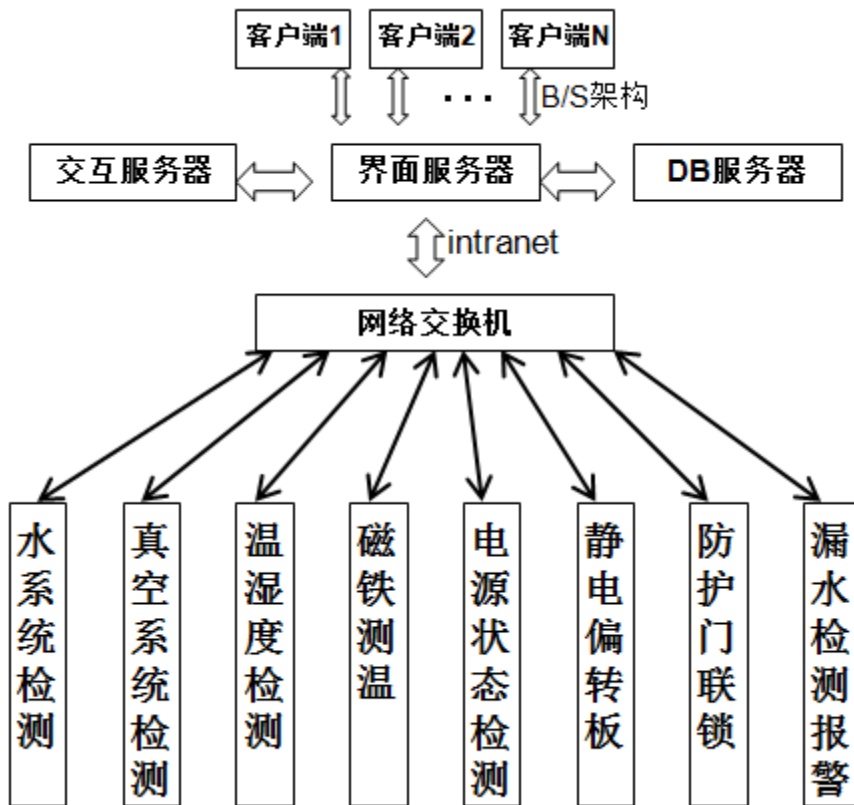 客户端1
客户端2
客户端N
···
B/S架构
交互服务器
界面服务器
DB服务器
intranet
网络交换机
水系统检测
真空系统检测
温湿度检测
磁铁测温
电源状态检测
静电偏转板
防护门联锁
漏水检测报警